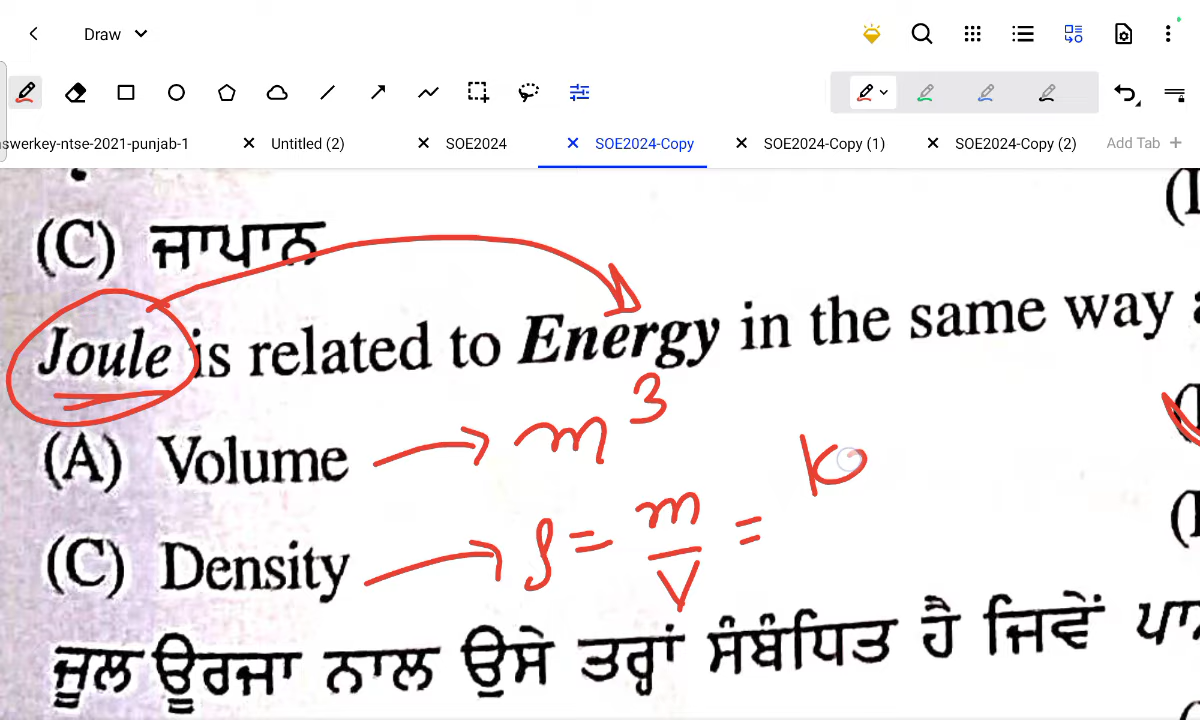 Draw
swerkey-ntse-2021-punjab-1
Untitled (2)
SOE2024
SOE2024-Copy
SOE2024-Copy (1)
SOE2024-Copy (2)
Add Tab +
(C) ਜਾਪਾਨ
Joule is related to Energy in the same way
(A) Volume → m³
(C) Density → ρ = m/V =
ਜੂਲ ਊਰਜਾ ਨਾਲ ਉਸੇ ਤਰ੍ਹਾਂ ਸੰਬੰਧਿਤ ਹੈ ਜਿਵੇਂ